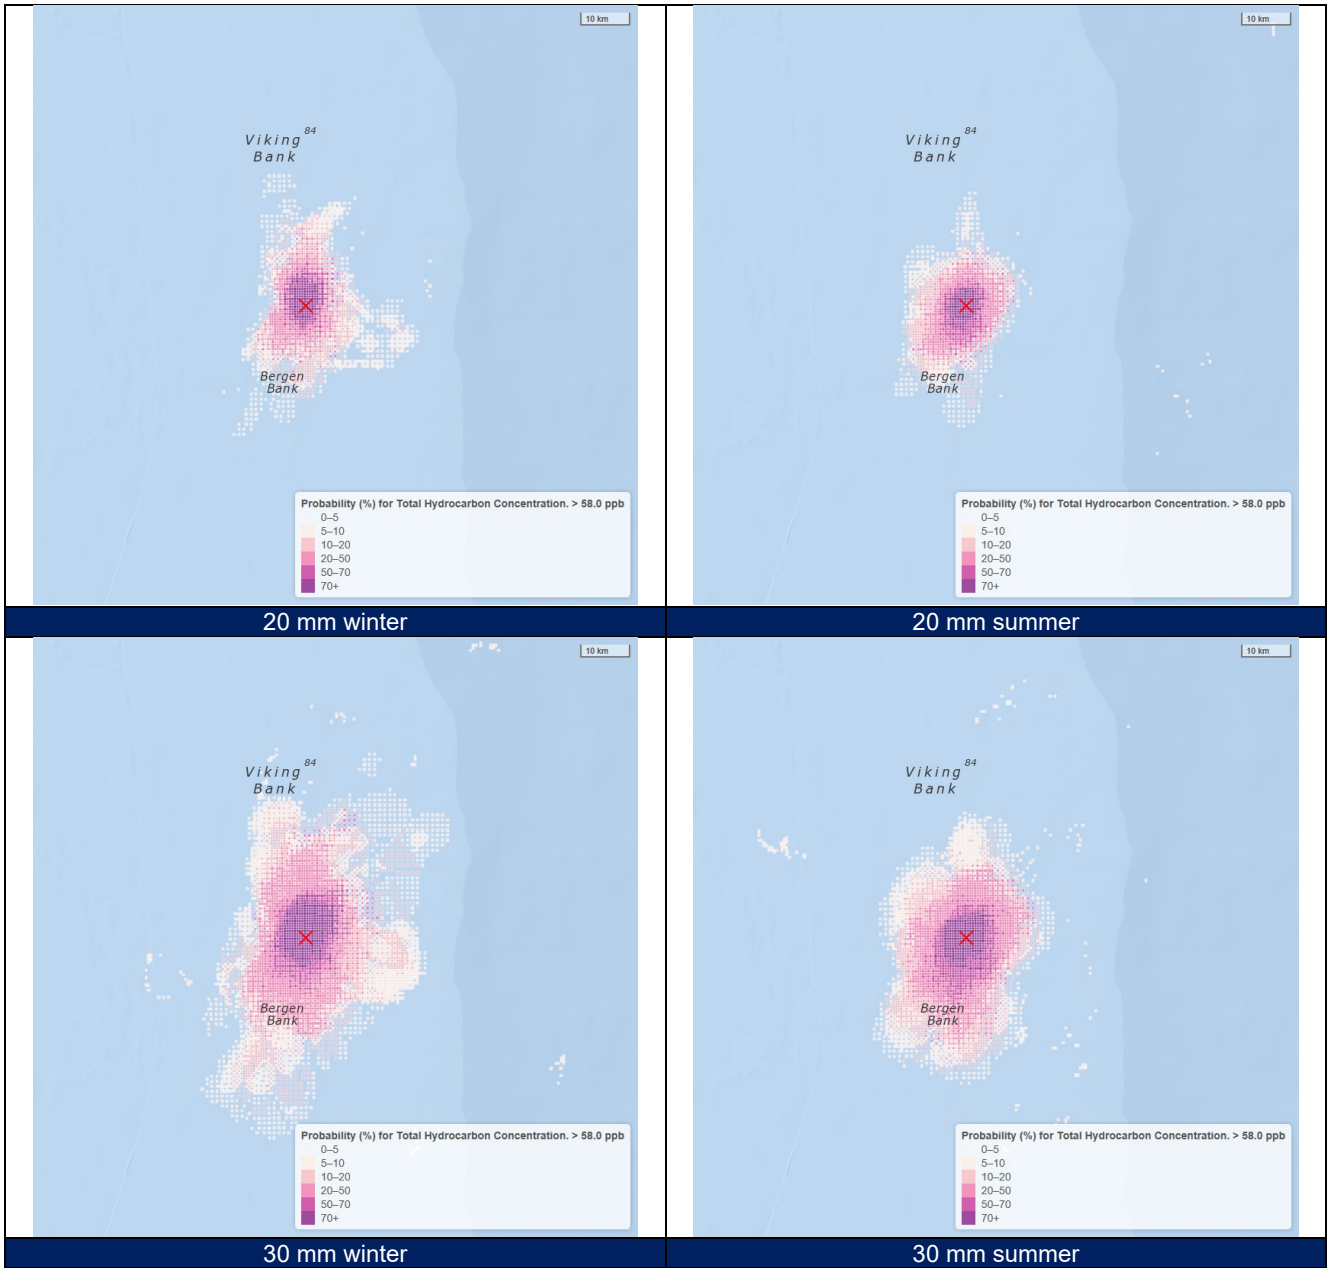 10 km
84
Viking
Bank
Bergen
Bank
Probability (%) for Total Hydrocarbon Concentration. > 58.0 ppb
0–5
5–10
10–20
20–50
50–70
70+
20 mm winter
10 km
84
Viking
Bank
Bergen
Bank
Probability (%) for Total Hydrocarbon Concentration. > 58.0 ppb
0–5
5–10
10–20
20–50
50–70
70+
20 mm summer
10 km
84
Viking
Bank
Bergen
Bank
Probability (%) for Total Hydrocarbon Concentration. > 58.0 ppb
0–5
5–10
10–20
20–50
50–70
70+
30 mm winter
10 km
84
Viking
Bank
Bergen
Bank
Probability (%) for Total Hydrocarbon Concentration. > 58.0 ppb
0–5
5–10
10–20
20–50
50–70
70+
30 mm summer